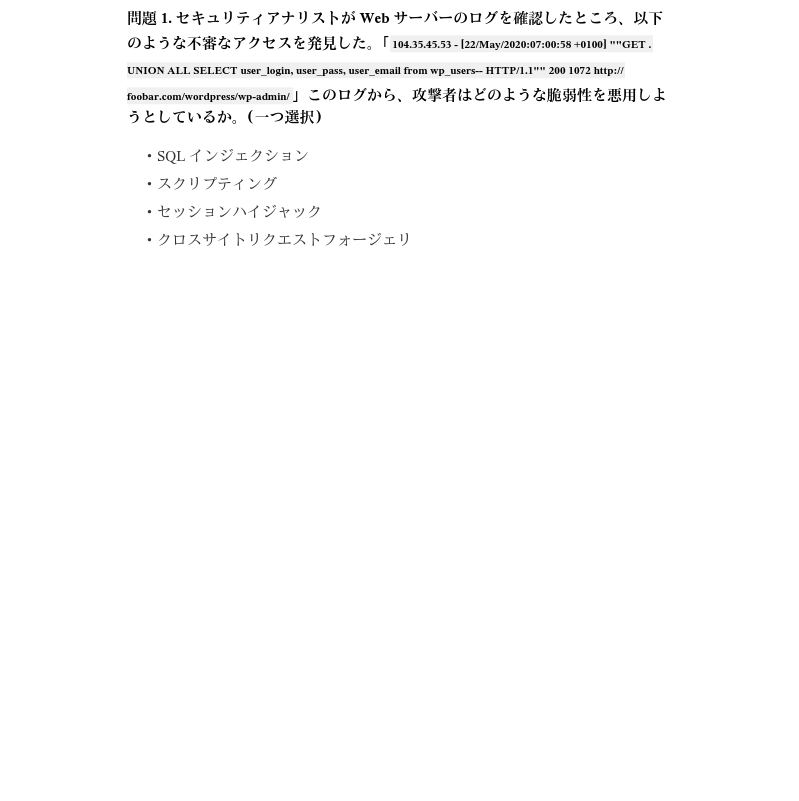 問題 1. セキュリティアナリストが Web サーバーのログを確認したところ、以下
のような不審なアクセスを発見した。「 104.35.45.53 - [22/May/2020:07:00:58 +0100] ""GET .
UNION ALL SELECT user_login, user_pass, user_email from wp_users-- HTTP/1.1"" 200 1072 http://
foobar.com/wordpress/wp-admin/ 」このログから、攻撃者はどのような脆弱性を悪用しよ
うとしているか。(一つ選択)
・SQL インジェクション
・スクリプティング
・セッションハイジャック
・クロスサイトリクエストフォージェリ